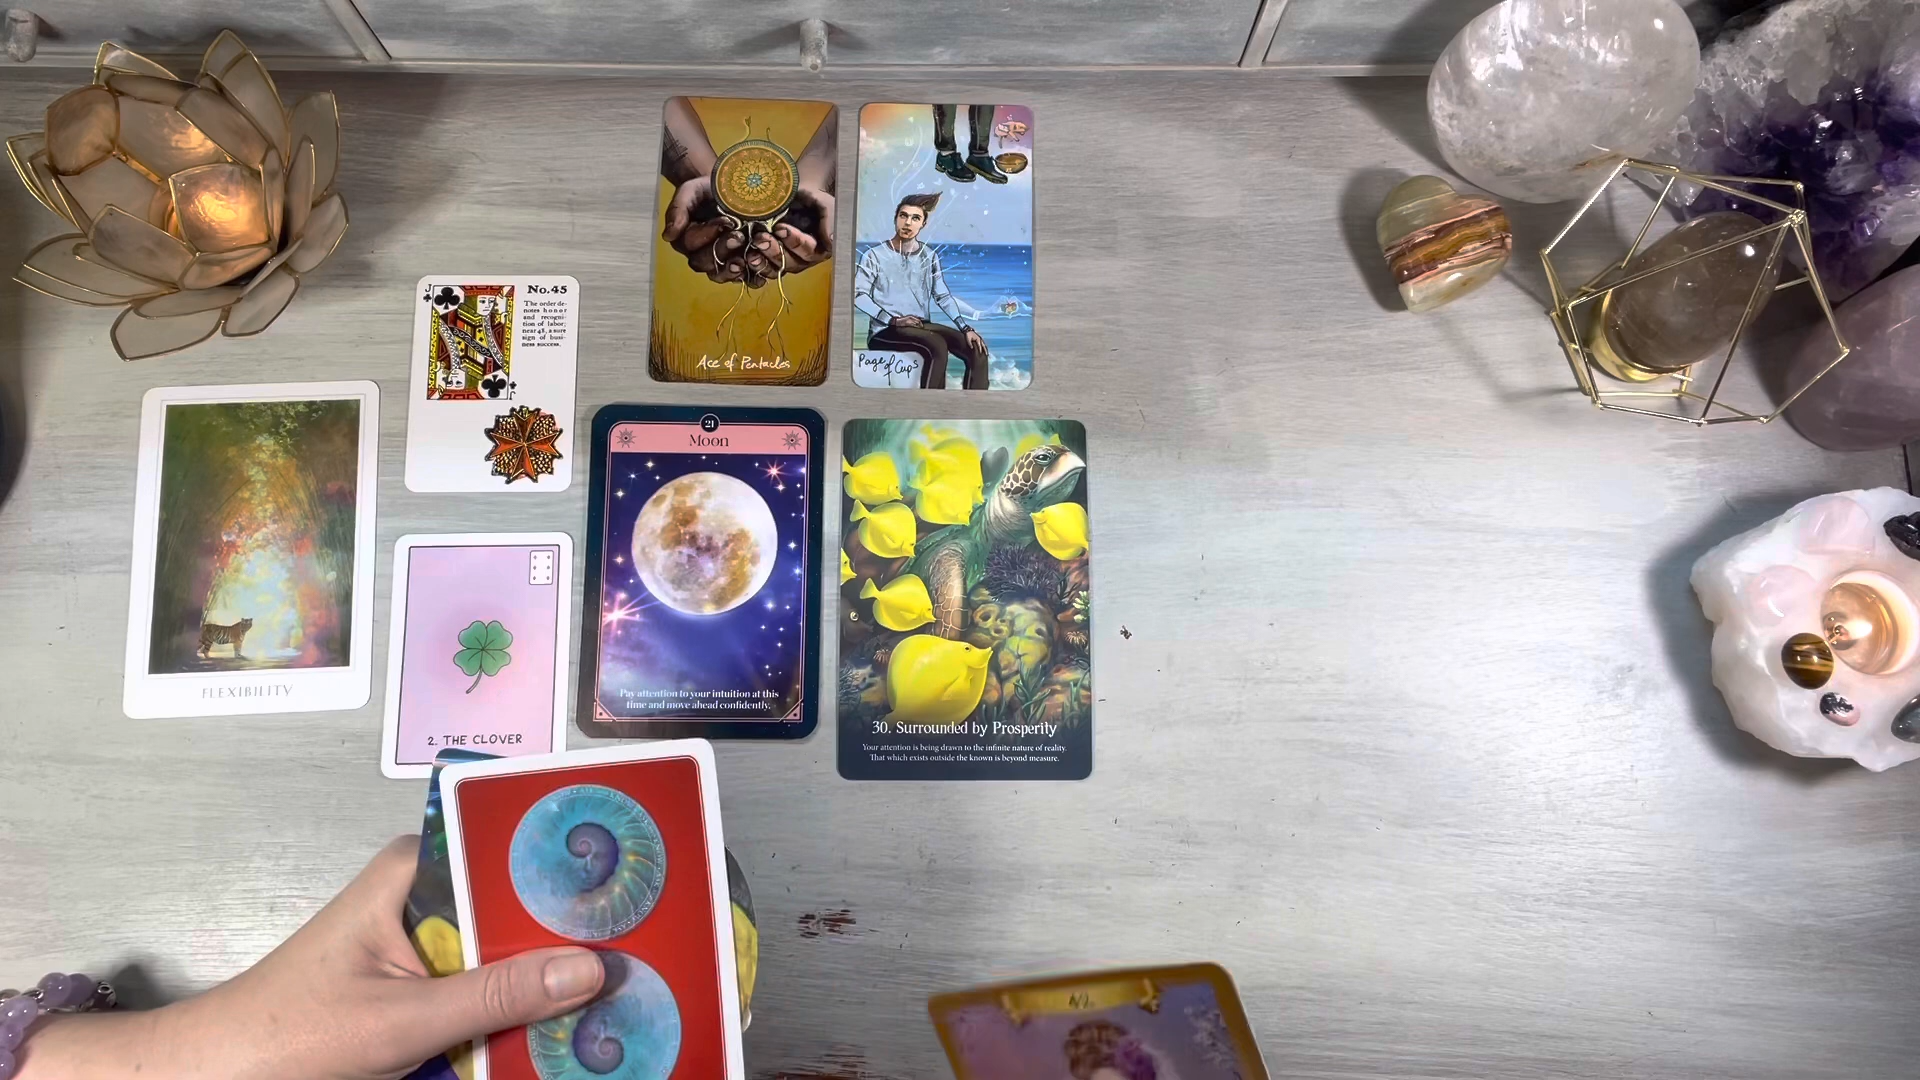 Ace of Pentacles
Page of Cups
J
No.45
The order de-
notes honor
and recogni-
tion of labor;
near 48, a sure
sign of busi-
ness success.
J
21
Moon
Pay attention to your intuition at this
time and move ahead confidently.
30. Surrounded by Prosperity
Your attention is being drawn to the infinite nature of reality.
That which exists outside the known is beyond measure.
FLEXIBILITY
2. THE CLOVER